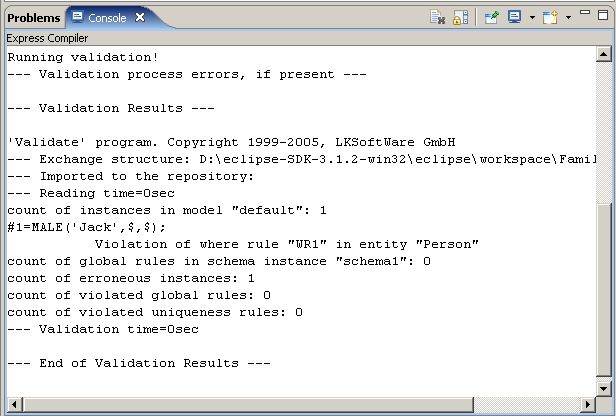 Problems Console
Express Compiler
Running validation!
--- Validation process errors, if present ---
--- Validation Results ---
'Validate' program. Copyright 1999-2005, LKSoftWare GmbH
--- Exchange structure: D:\eclipse-SDK-3.1.2-win32\eclipse\workspace\Famil
--- Imported to the repository:
--- Reading time=0sec
count of instances in model "default": 1
#1=MALE('Jack',$,$);
Violation of where rule "WR1" in entity "Person"
count of global rules in schema instance "schema1": 0
count of erroneous instances: 1
count of violated global rules: 0
count of violated uniqueness rules: 0
--- Validation time=0sec
--- End of Validation Results ---